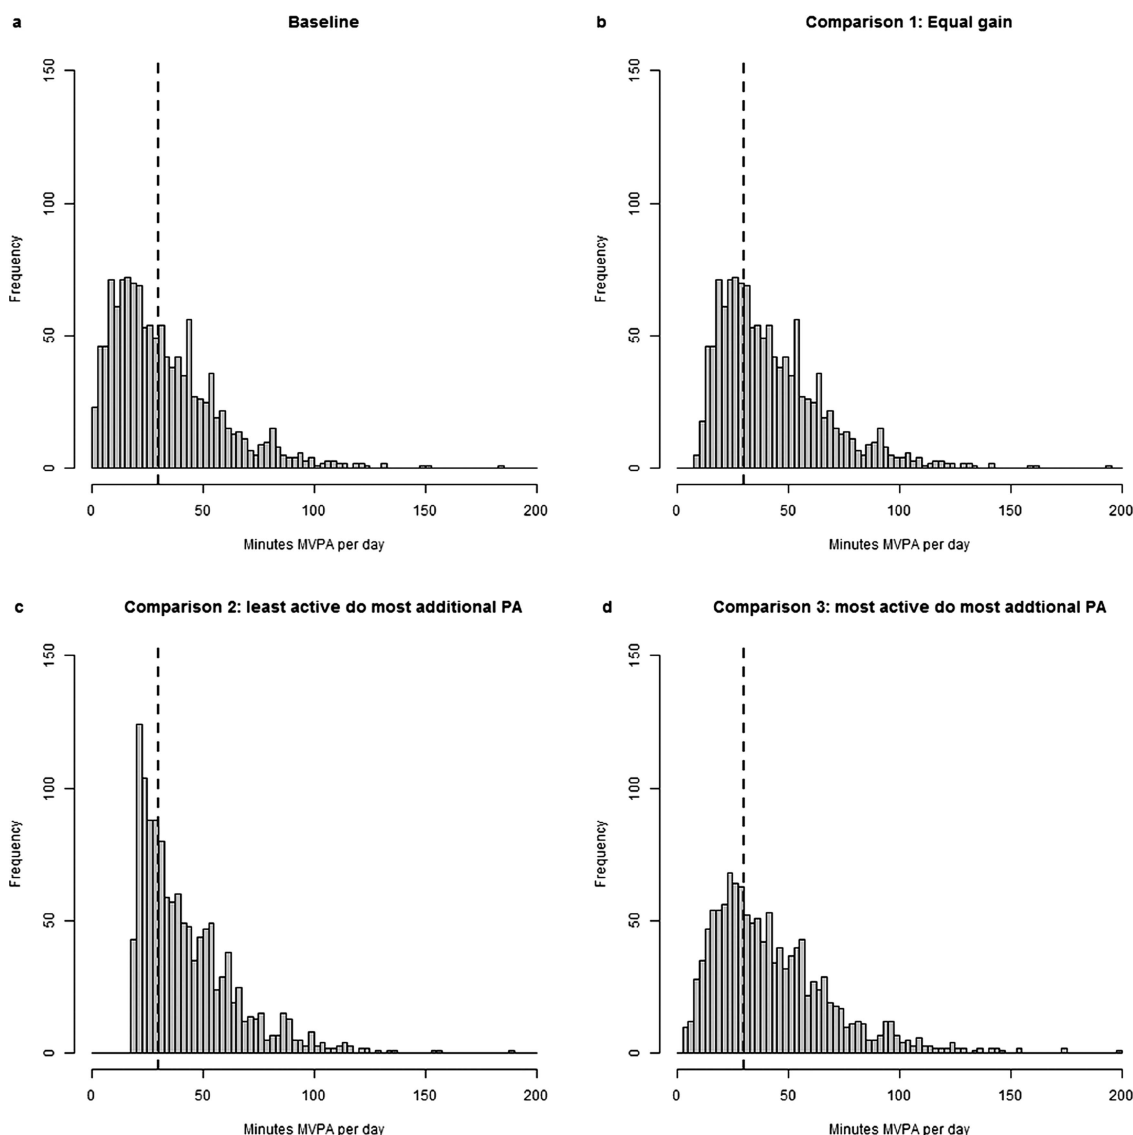 a
Baseline
150
100
50
0
Frequency
0 50 100 150 200
Minutes MVPA per day
b
Comparison 1: Equal gain
150
100
50
0
Frequency
0 50 100 150 200
Minutes MVPA per day
c
Comparison 2: least active do most additional PA
150
100
50
0
Frequency
0 50 100 150 200
Minutes MVPA per day
d
Comparison 3: most active do most addtional PA
150
100
50
0
Frequency
0 50 100 150 200
Minutes MVPA per day